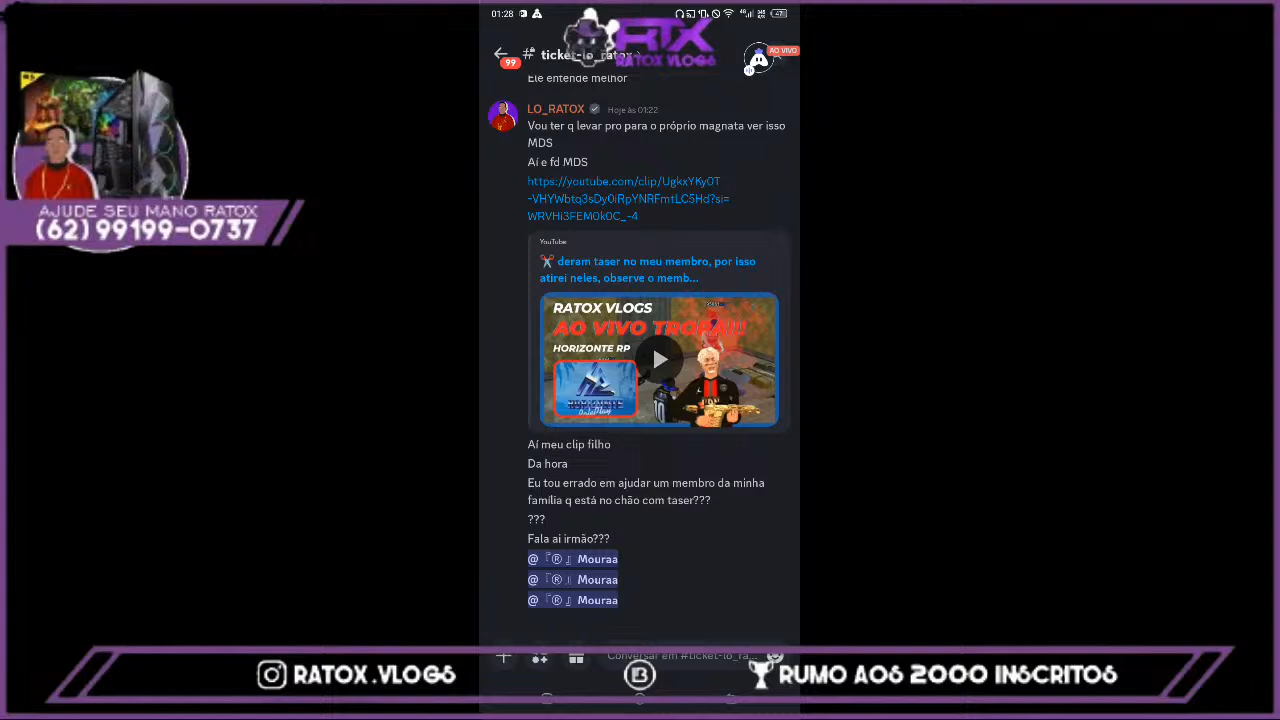 01:28
47
RTX
RATOX VLOGS
# ticket-lo_ratox
AO VIVO
99
Ele entende melhor
LO_RATOX Hoje às 01:22
Vou ter q levar pro para o próprio magnata ver isso
MDS
Aí e fd MDS
https://youtube.com/clip/UgkxYKy0T
-VHYWbtq3sDy0iRpYNRFmtLC5Hd?si=
WRVHi3FEM0k0C_-4
YouTube
✂️ deram taser no meu membro, por isso
atirei neles, observe o memb...
RATOX VLOGS
AO VIVO TROPA!!!
HORIZONTE RP
HORIZONTE
Aí meu clip filho
Da hora
Eu tou errado em ajudar um membro da minha
família q está no chão com taser???
???
Fala ai irmão???
@『®』Mouraa
@『®』Mouraa
@『®』Mouraa
Conversar em #ticket-lo_ra...
AJUDE SEU MANO RATOX
(62) 99199-0737
RATOX.VLOGS
RUMO AOS 2000 INSCRITOS